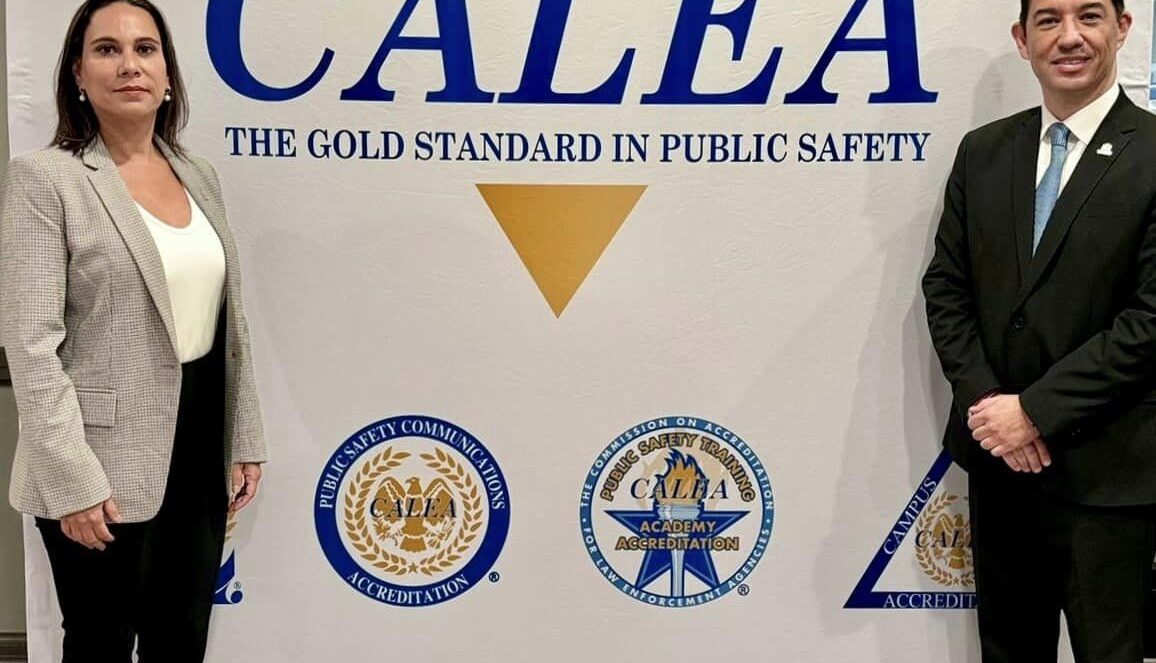 CALEA
THE GOLD STANDARD IN PUBLIC SAFETY
PUBLIC SAFETY COMMUNICATIONS
CALEA
ACCREDITATION
®
THE COMMISSION ON ACCREDITATION
PUBLIC SAFETY TRAINING
CALEA
ACADEMY
ACCREDITATION
FOR LAW ENFORCEMENT AGENCIES
®
CAMPUS
CALE
ACCREDIT
®